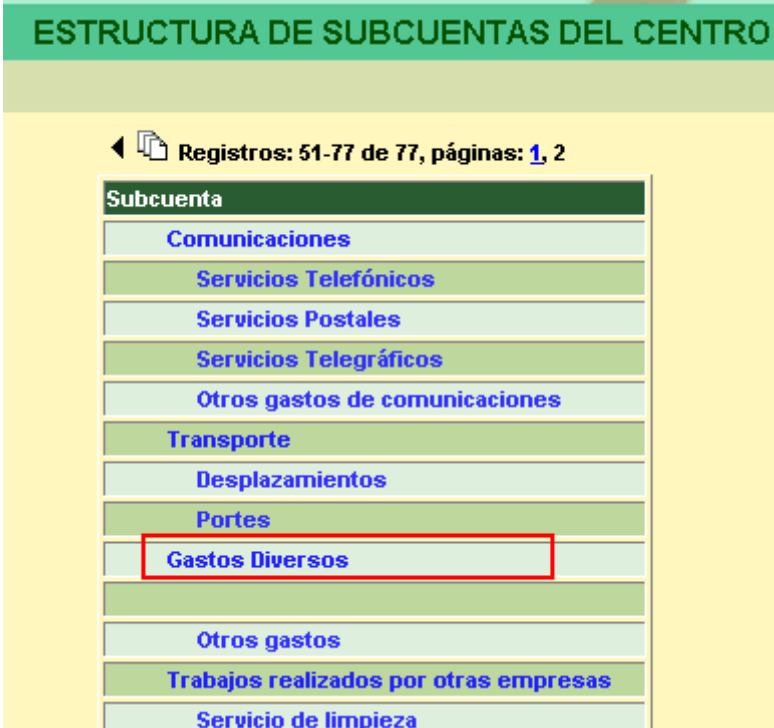 ESTRUCTURA DE SUBCUENTAS DEL CENTRO
Registros: 51-77 de 77, páginas: 1, 2
Subcuenta
Comunicaciones
Servicios Telefónicos
Servicios Postales
Servicios Telegráficos
Otros gastos de comunicaciones
Transporte
Desplazamientos
Portes
Gastos Diversos
Otros gastos
Trabajos realizados por otras empresas
Servicio de limpieza